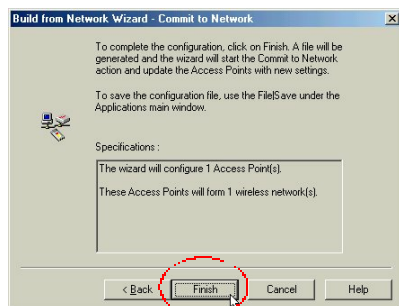 Build from Network Wizard - Commit to Network
To complete the configuration, click on Finish. A file will be
generated and the wizard will start the Commit to Network
action and update the Access Points with new settings.
To save the configuration file, use the File|Save under the
Applications main window.
Specifications :
The wizard will configure 1 Access Point(s).
These Access Points will form 1 wireless network(s).
< Back
Finish
Cancel
Help